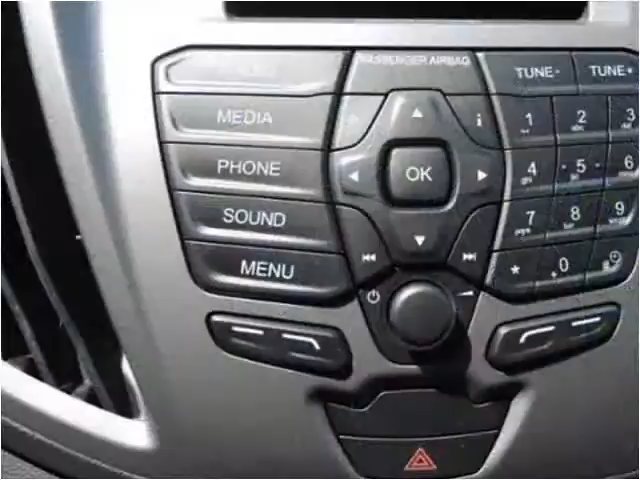 PASSENGER AIRBAG
TUNE- TUNE+
MEDIA
i
1 2 abc 3
PHONE
OK
4 5 6
SOUND
7 8 9
MENU
* 0